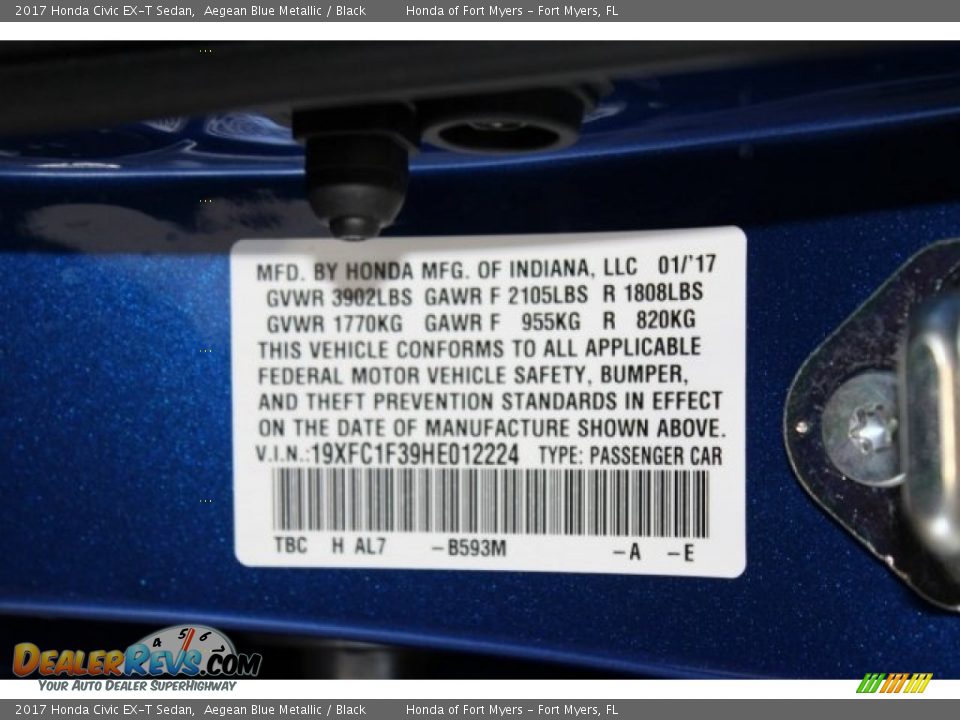 2017 Honda Civic EX-T Sedan, Aegean Blue Metallic / Black Honda of Fort Myers - Fort Myers, FL
MFD. BY HONDA MFG. OF INDIANA, LLC 01/'17
GVWR 3902LBS GAWR F 2105LBS R 1808LBS
GVWR 1770KG GAWR F 955KG R 820KG
THIS VEHICLE CONFORMS TO ALL APPLICABLE
FEDERAL MOTOR VEHICLE SAFETY, BUMPER,
AND THEFT PREVENTION STANDARDS IN EFFECT
ON THE DATE OF MANUFACTURE SHOWN ABOVE.
V.I.N.:19XFC1F39HE012224 TYPE: PASSENGER CAR
TBC H AL7 -B593M -A -E
4 5 6 7
DEALERREVS.COM
YOUR AUTO DEALER SUPERHIGHWAY
2017 Honda Civic EX-T Sedan, Aegean Blue Metallic / Black Honda of Fort Myers - Fort Myers, FL